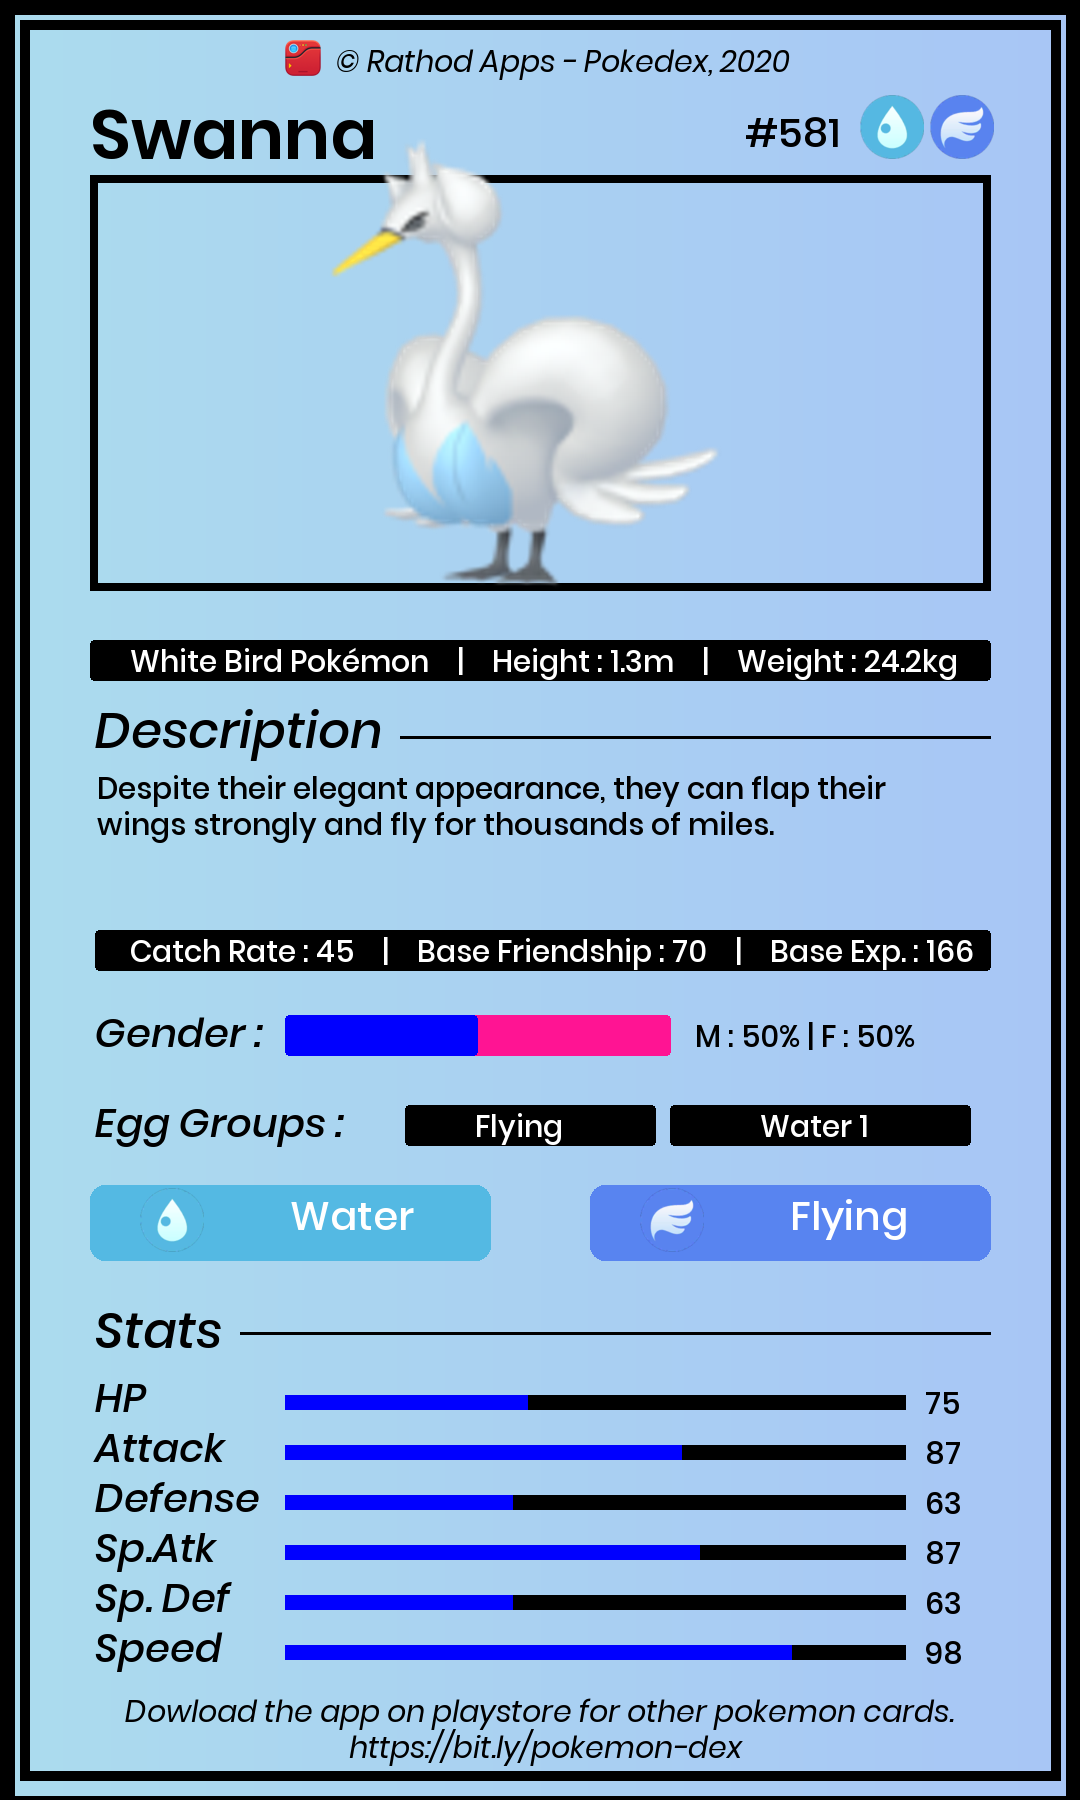 © Rathod Apps - Pokedex, 2020
Swanna #581
White Bird Pokémon | Height : 1.3m | Weight : 24.2kg
Description
Despite their elegant appearance, they can flap their
wings strongly and fly for thousands of miles.
Catch Rate : 45 | Base Friendship : 70 | Base Exp. : 166
Gender : M : 50% | F : 50%
Egg Groups : Flying Water 1
Water Flying
Stats
HP 75
Attack 87
Defense 63
Sp.Atk 87
Sp. Def 63
Speed 98
Dowload the app on playstore for other pokemon cards.
https://bit.ly/pokemon-dex